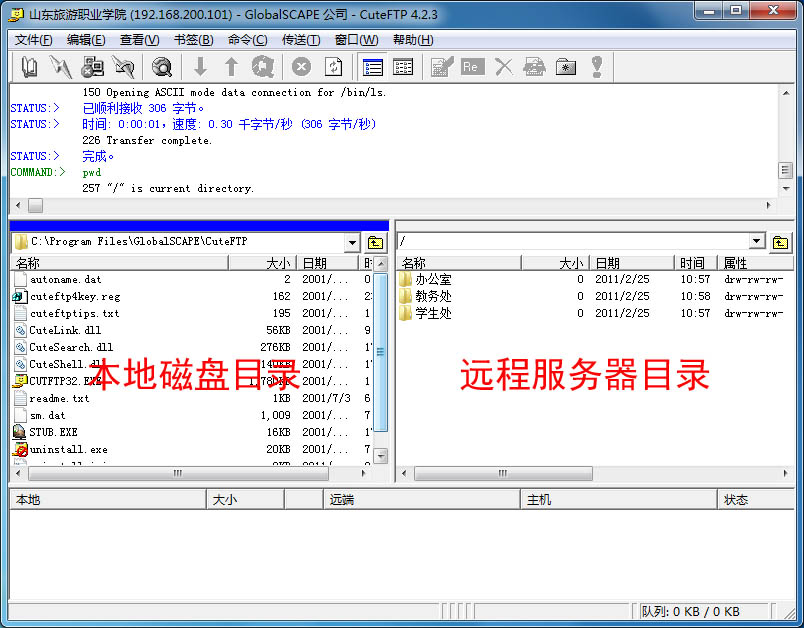 山东旅游职业学院 (192.168.200.101) - GlobalSCAPE 公司 - CuteFTP 4.2.3
文件(F) 编辑(E) 查看(V) 书签(B) 命令(C) 传送(T) 窗口(W) 帮助(H)
Re
150 Opening ASCII mode data connection for /bin/ls.
STATUS:> 已顺利接收 306 字节。
STATUS:> 时间: 0:00:01，速度: 0.30 千字节/秒 (306 字节/秒)
226 Transfer complete.
STATUS:> 完成。
COMMAND:> pwd
257 "/" is current directory.
C:\Program Files\GlobalSCAPE\CuteFTP
名称 大小 日期 时
autoname.dat 2 2001/... 0
cuteftp4key.reg 162 2001/... 2
cuteftptips.txt 195 2001/... 1
CuteLink.dll 56KB 2001/... 9
CuteSearch.dll 276KB 2001/... 1
CuteShell.dll 140KB 2001/... 1
CUTFTP32.EXE 1,780KB 2001/... 1
readme.txt 1KB 2001/7/3 6
sm.dat 1,009 2001/... 7
STUB.EXE 16KB 2001/... 1
uninstall.exe 20KB 2001/... 7
本地磁盘目录
/
名称 大小 日期 时间 属性
办公室 0 2011/2/25 10:57 drw-rw-rw-
教务处 0 2011/2/25 10:58 drw-rw-rw-
学生处 0 2011/2/25 10:57 drw-rw-rw-
远程服务器目录
本地 大小 远端 主机 状态
队列: 0 KB / 0 KB